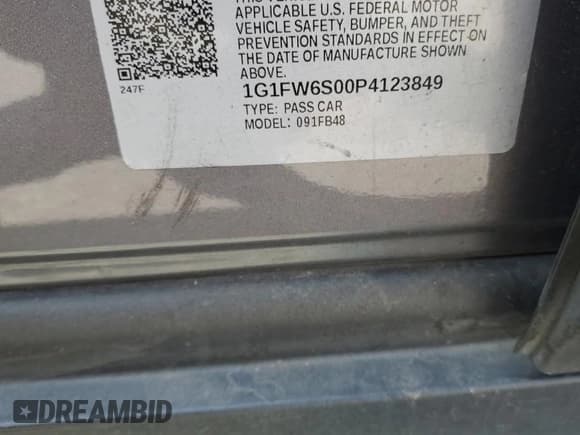 APPLICABLE U.S. FEDERAL MOTOR
VEHICLE SAFETY, BUMPER, AND THEFT
PREVENTION STANDARDS IN EFFECT ON
THE DATE OF MANUFACTURE SHOWN
ABOVE.
247F
1G1FW6S00P4123849
TYPE: PASS CAR
MODEL: 091FB48
DREAMBID